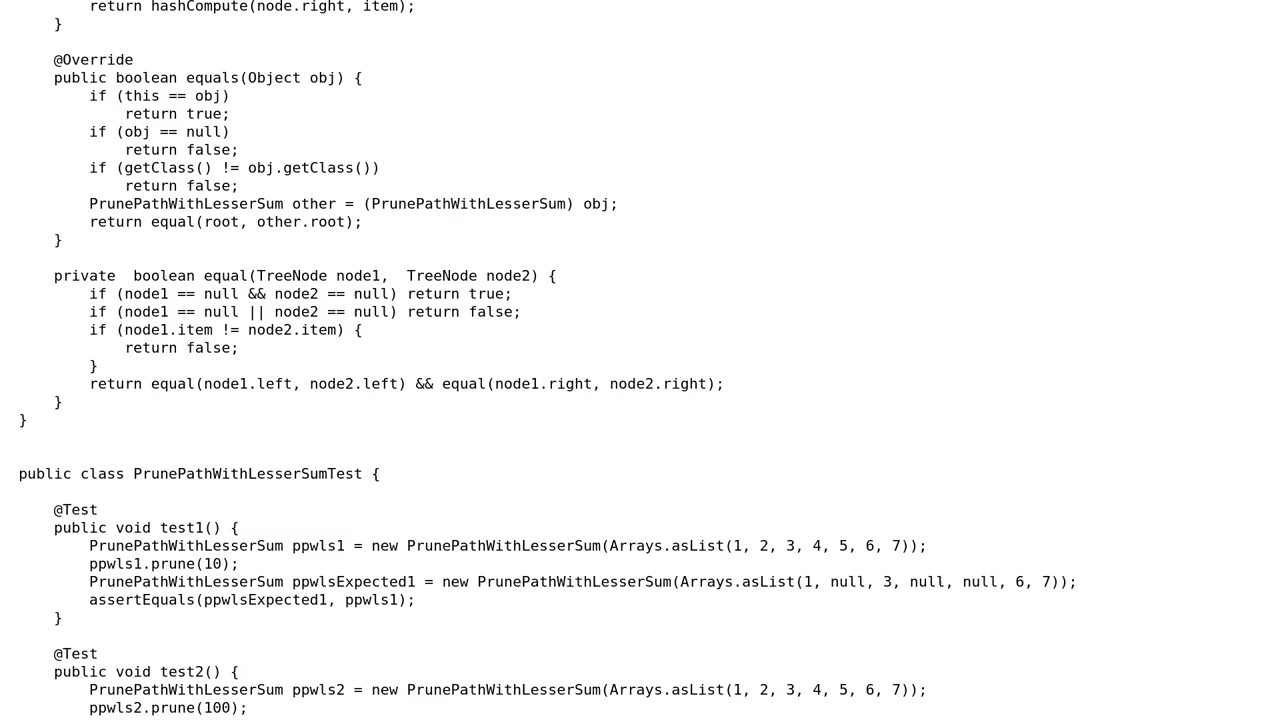 return hashCompute(node.right, item);
}
@Override
public boolean equals(Object obj) {
if (this == obj)
return true;
if (obj == null)
return false;
if (getClass() != obj.getClass())
return false;
PrunePathWithLesserSum other = (PrunePathWithLesserSum) obj;
return equal(root, other.root);
}
private  boolean equal(TreeNode node1,  TreeNode node2) {
if (node1 == null && node2 == null) return true;
if (node1 == null || node2 == null) return false;
if (node1.item != node2.item) {
return false;
}
return equal(node1.left, node2.left) && equal(node1.right, node2.right);
}
}
public class PrunePathWithLesserSumTest {
@Test
public void test1() {
PrunePathWithLesserSum ppwls1 = new PrunePathWithLesserSum(Arrays.asList(1, 2, 3, 4, 5, 6, 7));
ppwls1.prune(10);
PrunePathWithLesserSum ppwlsExpected1 = new PrunePathWithLesserSum(Arrays.asList(1, null, 3, null, null, 6, 7));
assertEquals(ppwlsExpected1, ppwls1);
}
@Test
public void test2() {
PrunePathWithLesserSum ppwls2 = new PrunePathWithLesserSum(Arrays.asList(1, 2, 3, 4, 5, 6, 7));
ppwls2.prune(100);